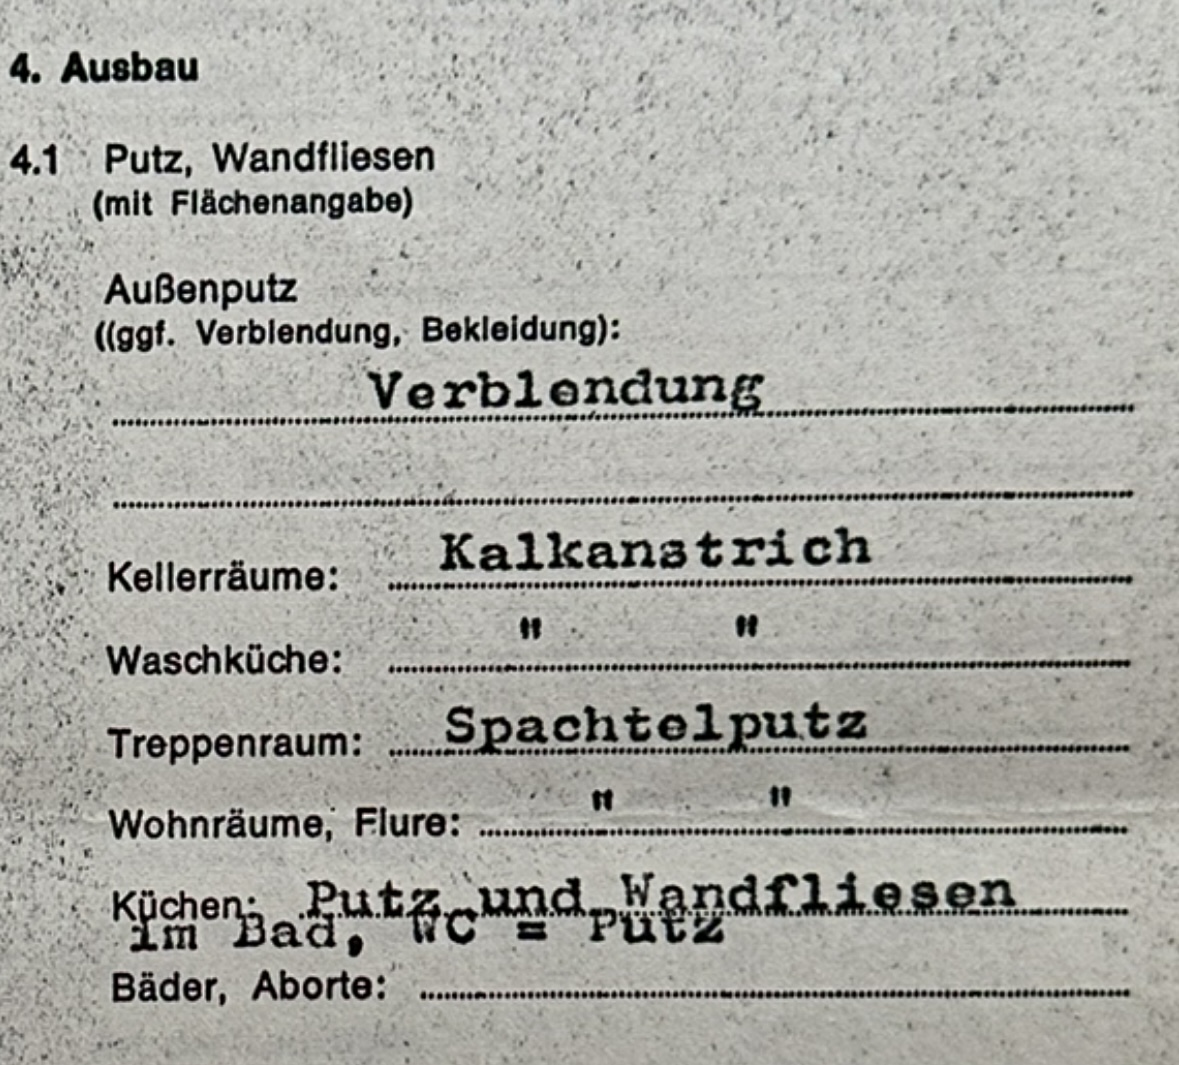 4. Ausbau
4.1 Putz, Wandfliesen
(mit Flächenangabe)
Außenputz
((ggf. Verblendung, Bekleidung):
Verblendung
Kellerräume: Kalkanstrich
Waschküche: " "
Treppenraum: Spachtelputz
Wohnräume, Flure: " "
Küchen: Putz und Wandfliesen
im Bad, WC = Putz
Bäder, Aborte: